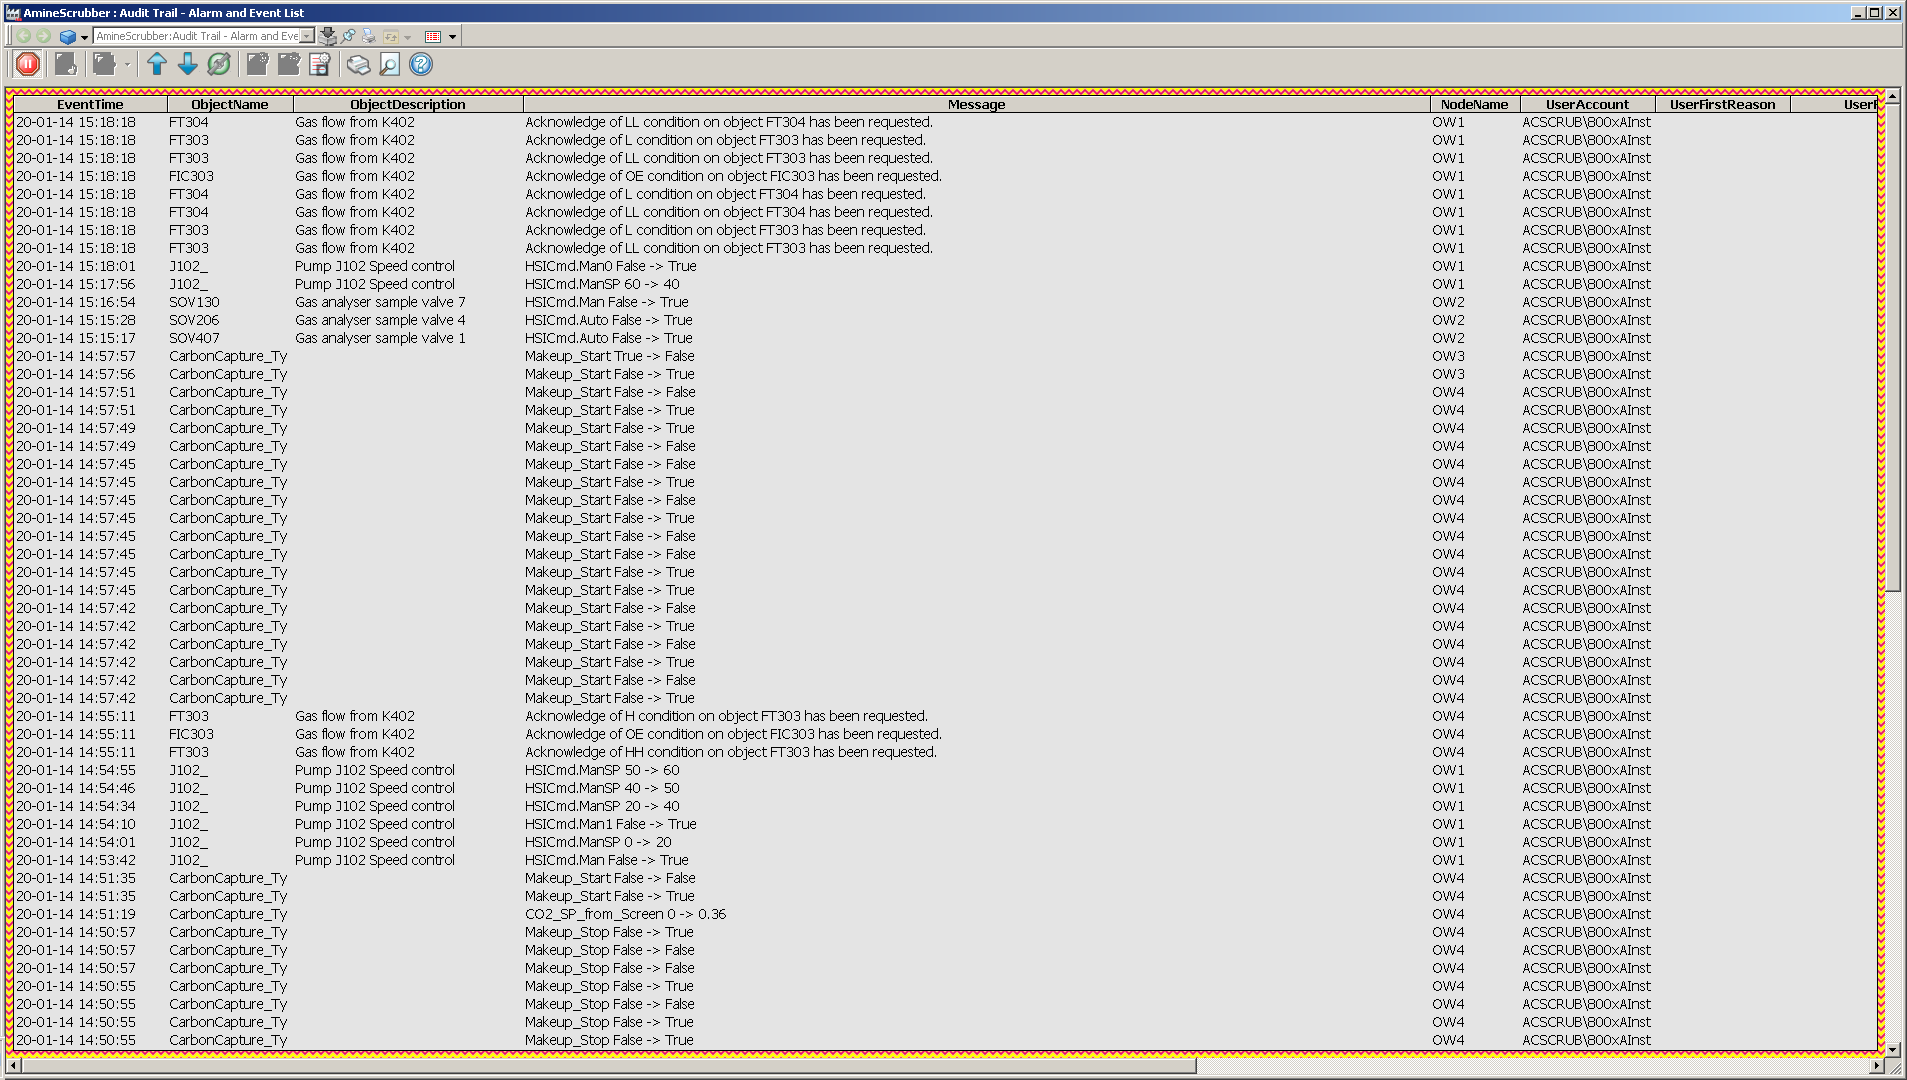 AmineScrubber : Audit Trail - Alarm and Event List
AmineScrubber:Audit Trail - Alarm and Eve
EventTime ObjectName ObjectDescription Message NodeName UserAccount UserFirstReason
20-01-14 15:18:18 FT304 Gas flow from K402 Acknowledge of LL condition on object FT304 has been requested. OW1 ACSCRUB\800xAInst
20-01-14 15:18:18 FT303 Gas flow from K402 Acknowledge of L condition on object FT303 has been requested. OW1 ACSCRUB\800xAInst
20-01-14 15:18:18 FT303 Gas flow from K402 Acknowledge of LL condition on object FT303 has been requested. OW1 ACSCRUB\800xAInst
20-01-14 15:18:18 FIC303 Gas flow from K402 Acknowledge of OE condition on object FIC303 has been requested. OW1 ACSCRUB\800xAInst
20-01-14 15:18:18 FT304 Gas flow from K402 Acknowledge of L condition on object FT304 has been requested. OW1 ACSCRUB\800xAInst
20-01-14 15:18:18 FT304 Gas flow from K402 Acknowledge of LL condition on object FT304 has been requested. OW1 ACSCRUB\800xAInst
20-01-14 15:18:18 FT303 Gas flow from K402 Acknowledge of L condition on object FT303 has been requested. OW1 ACSCRUB\800xAInst
20-01-14 15:18:18 FT303 Gas flow from K402 Acknowledge of LL condition on object FT303 has been requested. OW1 ACSCRUB\800xAInst
20-01-14 15:18:01 J102_ Pump J102 Speed control HSICmd.Man0 False -> True OW1 ACSCRUB\800xAInst
20-01-14 15:17:56 J102_ Pump J102 Speed control HSICmd.ManSP 60 -> 40 OW1 ACSCRUB\800xAInst
20-01-14 15:16:54 SOV130 Gas analyser sample valve 7 HSICmd.Man False -> True OW2 ACSCRUB\800xAInst
20-01-14 15:15:28 SOV206 Gas analyser sample valve 4 HSICmd.Auto False -> True OW2 ACSCRUB\800xAInst
20-01-14 15:15:17 SOV407 Gas analyser sample valve 1 HSICmd.Auto False -> True OW2 ACSCRUB\800xAInst
20-01-14 14:57:57 CarbonCapture_Ty Makeup_Start True -> False OW3 ACSCRUB\800xAInst
20-01-14 14:57:56 CarbonCapture_Ty Makeup_Start False -> True OW3 ACSCRUB\800xAInst
20-01-14 14:57:51 CarbonCapture_Ty Makeup_Start False -> False OW4 ACSCRUB\800xAInst
20-01-14 14:57:51 CarbonCapture_Ty Makeup_Start False -> True OW4 ACSCRUB\800xAInst
20-01-14 14:57:49 CarbonCapture_Ty Makeup_Start False -> True OW4 ACSCRUB\800xAInst
20-01-14 14:57:49 CarbonCapture_Ty Makeup_Start False -> False OW4 ACSCRUB\800xAInst
20-01-14 14:57:45 CarbonCapture_Ty Makeup_Start False -> False OW4 ACSCRUB\800xAInst
20-01-14 14:57:45 CarbonCapture_Ty Makeup_Start False -> True OW4 ACSCRUB\800xAInst
20-01-14 14:57:45 CarbonCapture_Ty Makeup_Start False -> False OW4 ACSCRUB\800xAInst
20-01-14 14:57:45 CarbonCapture_Ty Makeup_Start False -> True OW4 ACSCRUB\800xAInst
20-01-14 14:57:45 CarbonCapture_Ty Makeup_Start False -> False OW4 ACSCRUB\800xAInst
20-01-14 14:57:45 CarbonCapture_Ty Makeup_Start False -> False OW4 ACSCRUB\800xAInst
20-01-14 14:57:45 CarbonCapture_Ty Makeup_Start False -> True OW4 ACSCRUB\800xAInst
20-01-14 14:57:45 CarbonCapture_Ty Makeup_Start False -> True OW4 ACSCRUB\800xAInst
20-01-14 14:57:42 CarbonCapture_Ty Makeup_Start False -> False OW4 ACSCRUB\800xAInst
20-01-14 14:57:42 CarbonCapture_Ty Makeup_Start False -> True OW4 ACSCRUB\800xAInst
20-01-14 14:57:42 CarbonCapture_Ty Makeup_Start False -> False OW4 ACSCRUB\800xAInst
20-01-14 14:57:42 CarbonCapture_Ty Makeup_Start False -> True OW4 ACSCRUB\800xAInst
20-01-14 14:57:42 CarbonCapture_Ty Makeup_Start False -> False OW4 ACSCRUB\800xAInst
20-01-14 14:57:42 CarbonCapture_Ty Makeup_Start False -> True OW4 ACSCRUB\800xAInst
20-01-14 14:55:11 FT303 Gas flow from K402 Acknowledge of H condition on object FT303 has been requested. OW4 ACSCRUB\800xAInst
20-01-14 14:55:11 FIC303 Gas flow from K402 Acknowledge of OE condition on object FIC303 has been requested. OW4 ACSCRUB\800xAInst
20-01-14 14:55:11 FT303 Gas flow from K402 Acknowledge of HH condition on object FT303 has been requested. OW4 ACSCRUB\800xAInst
20-01-14 14:54:55 J102_ Pump J102 Speed control HSICmd.ManSP 50 -> 60 OW1 ACSCRUB\800xAInst
20-01-14 14:54:46 J102_ Pump J102 Speed control HSICmd.ManSP 40 -> 50 OW1 ACSCRUB\800xAInst
20-01-14 14:54:34 J102_ Pump J102 Speed control HSICmd.ManSP 20 -> 40 OW1 ACSCRUB\800xAInst
20-01-14 14:54:10 J102_ Pump J102 Speed control HSICmd.Man1 False -> True OW1 ACSCRUB\800xAInst
20-01-14 14:54:01 J102_ Pump J102 Speed control HSICmd.ManSP 0 -> 20 OW1 ACSCRUB\800xAInst
20-01-14 14:53:42 J102_ Pump J102 Speed control HSICmd.Man False -> True OW1 ACSCRUB\800xAInst
20-01-14 14:51:35 CarbonCapture_Ty Makeup_Start False -> False OW4 ACSCRUB\800xAInst
20-01-14 14:51:35 CarbonCapture_Ty Makeup_Start False -> True OW4 ACSCRUB\800xAInst
20-01-14 14:51:19 CarbonCapture_Ty CO2_SP_from_Screen 0 -> 0.36 OW4 ACSCRUB\800xAInst
20-01-14 14:50:57 CarbonCapture_Ty Makeup_Stop False -> True OW4 ACSCRUB\800xAInst
20-01-14 14:50:57 CarbonCapture_Ty Makeup_Stop False -> False OW4 ACSCRUB\800xAInst
20-01-14 14:50:57 CarbonCapture_Ty Makeup_Stop False -> False OW4 ACSCRUB\800xAInst
20-01-14 14:50:55 CarbonCapture_Ty Makeup_Stop False -> True OW4 ACSCRUB\800xAInst
20-01-14 14:50:55 CarbonCapture_Ty Makeup_Stop False -> False OW4 ACSCRUB\800xAInst
20-01-14 14:50:55 CarbonCapture_Ty Makeup_Stop False -> True OW4 ACSCRUB\800xAInst
20-01-14 14:50:55 CarbonCapture_Ty Makeup_Stop False -> True OW4 ACSCRUB\800xAInst